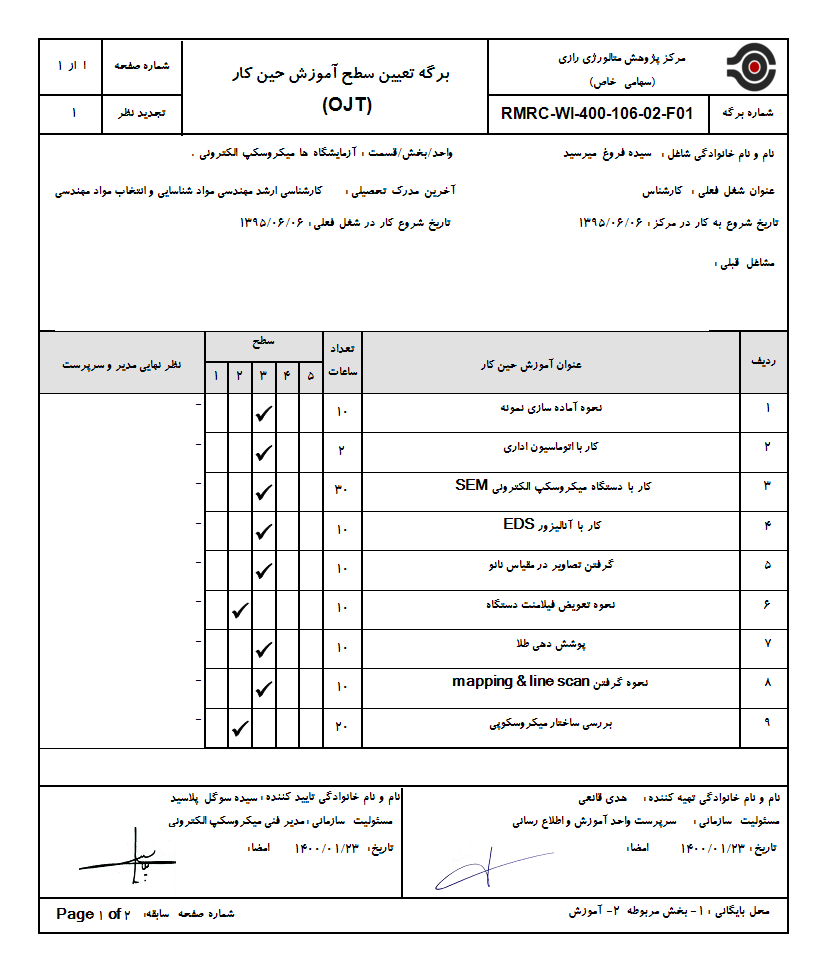 مرکز پژوهش متالورژی رازی
(سهامی خاص)
شماره برگه
RMRC-WI-400-106-02-F01
برگه تعیین سطح آموزش حین کار
(OJT)
شماره صفحه
۱ از ۱
تجدید نظر
۱
نام و نام خانوادگی شاغل : سیده فروغ میرسید
واحد/بخش/قسمت : آزمایشگاه ها میکروسکپ الکترونی .
عنوان شغل فعلی : کارشناس
آخرین مدرک تحصیلی : کارشناسی ارشد مهندسی مواد شناسایی و انتخاب مواد مهندسی
تاریخ شروع به کار در مرکز : ۱۳۹۵/۰۶/۰۶
تاریخ شروع کار در شغل فعلی : ۱۳۹۵/۰۶/۰۶
مشاغل قبلی :
ردیف
عنوان آموزش حین کار
تعداد ساعات
سطح
۵ ۴ ۳ ۲ ۱
نظر نهایی مدیر و سرپرست
۱ نحوه آماده سازی نمونه ۱۰ ✓ -
۲ کار با اتوماسیون اداری ۲ ✓ -
۳ کار با دستگاه میکروسکپ الکترونی SEM ۳۰ ✓ -
۴ کار با آنالیزور EDS ۱۰ ✓ -
۵ گرفتن تصاویر در مقیاس نانو ۱۰ ✓ -
۶ نحوه تعویض فیلامنت دستگاه ۱۰ ✓ -
۷ پوشش دهی طلا ۱۰ ✓ -
۸ نحوه گرفتن mapping & line scan ۱۰ ✓ -
۹ بررسی ساختار میکروسکوپی ۲۰ ✓ -
نام و نام خانوادگی تهیه کننده : هدی قانعی
مسئولیت سازمانی : سرپرست واحد آموزش و اطلاع رسانی
تاریخ: ۱۴۰۰/۰۱/۲۳ امضا:
نام و نام خانوادگی تایید کننده : سیده سوگل پلاسید
مسئولیت سازمانی : مدیر فنی میکروسکپ الکترونی
تاریخ: ۱۴۰۰/۰۱/۲۳ امضا:
محل بایگانی : ۱- بخش مربوطه ۲- آموزش
شماره صفحه سابقه: Page ۱ of ۲